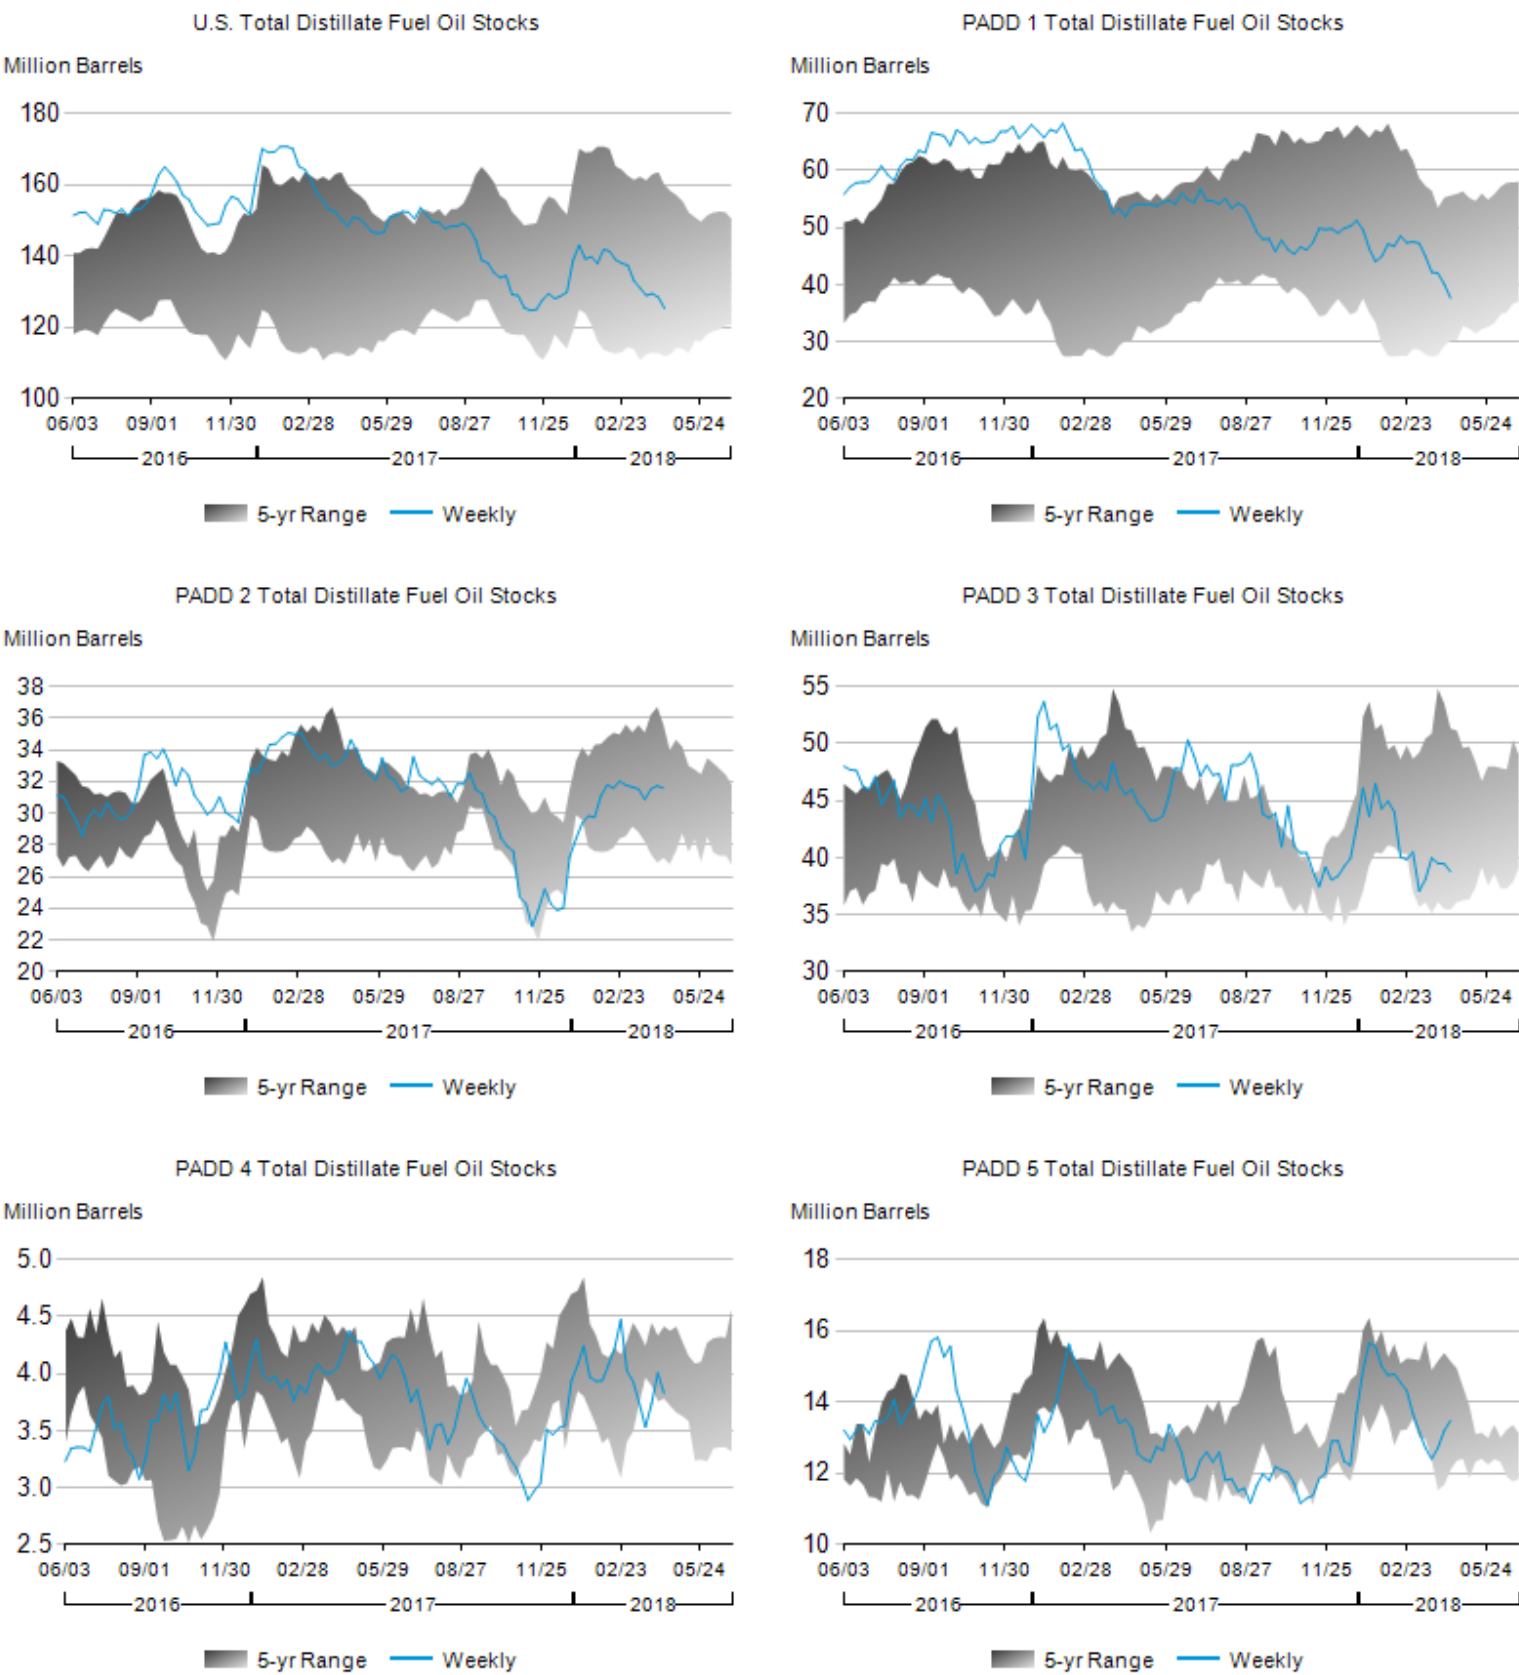 U.S. Total Distillate Fuel Oil Stocks
Million Barrels
180
160
140
120
100
06/03 09/01 11/30 02/28 05/29 08/27 11/25 02/23 05/24
2016 2017 2018
5-yr Range Weekly
PADD 1 Total Distillate Fuel Oil Stocks
Million Barrels
70
60
50
40
30
20
06/03 09/01 11/30 02/28 05/29 08/27 11/25 02/23 05/24
2016 2017 2018
5-yr Range Weekly
PADD 2 Total Distillate Fuel Oil Stocks
Million Barrels
38
36
34
32
30
28
26
24
22
20
06/03 09/01 11/30 02/28 05/29 08/27 11/25 02/23 05/24
2016 2017 2018
5-yr Range Weekly
PADD 3 Total Distillate Fuel Oil Stocks
Million Barrels
55
50
45
40
35
30
06/03 09/01 11/30 02/28 05/29 08/27 11/25 02/23 05/24
2016 2017 2018
5-yr Range Weekly
PADD 4 Total Distillate Fuel Oil Stocks
Million Barrels
5.0
4.5
4.0
3.5
3.0
2.5
06/03 09/01 11/30 02/28 05/29 08/27 11/25 02/23 05/24
2016 2017 2018
5-yr Range Weekly
PADD 5 Total Distillate Fuel Oil Stocks
Million Barrels
18
16
14
12
10
06/03 09/01 11/30 02/28 05/29 08/27 11/25 02/23 05/24
2016 2017 2018
5-yr Range Weekly